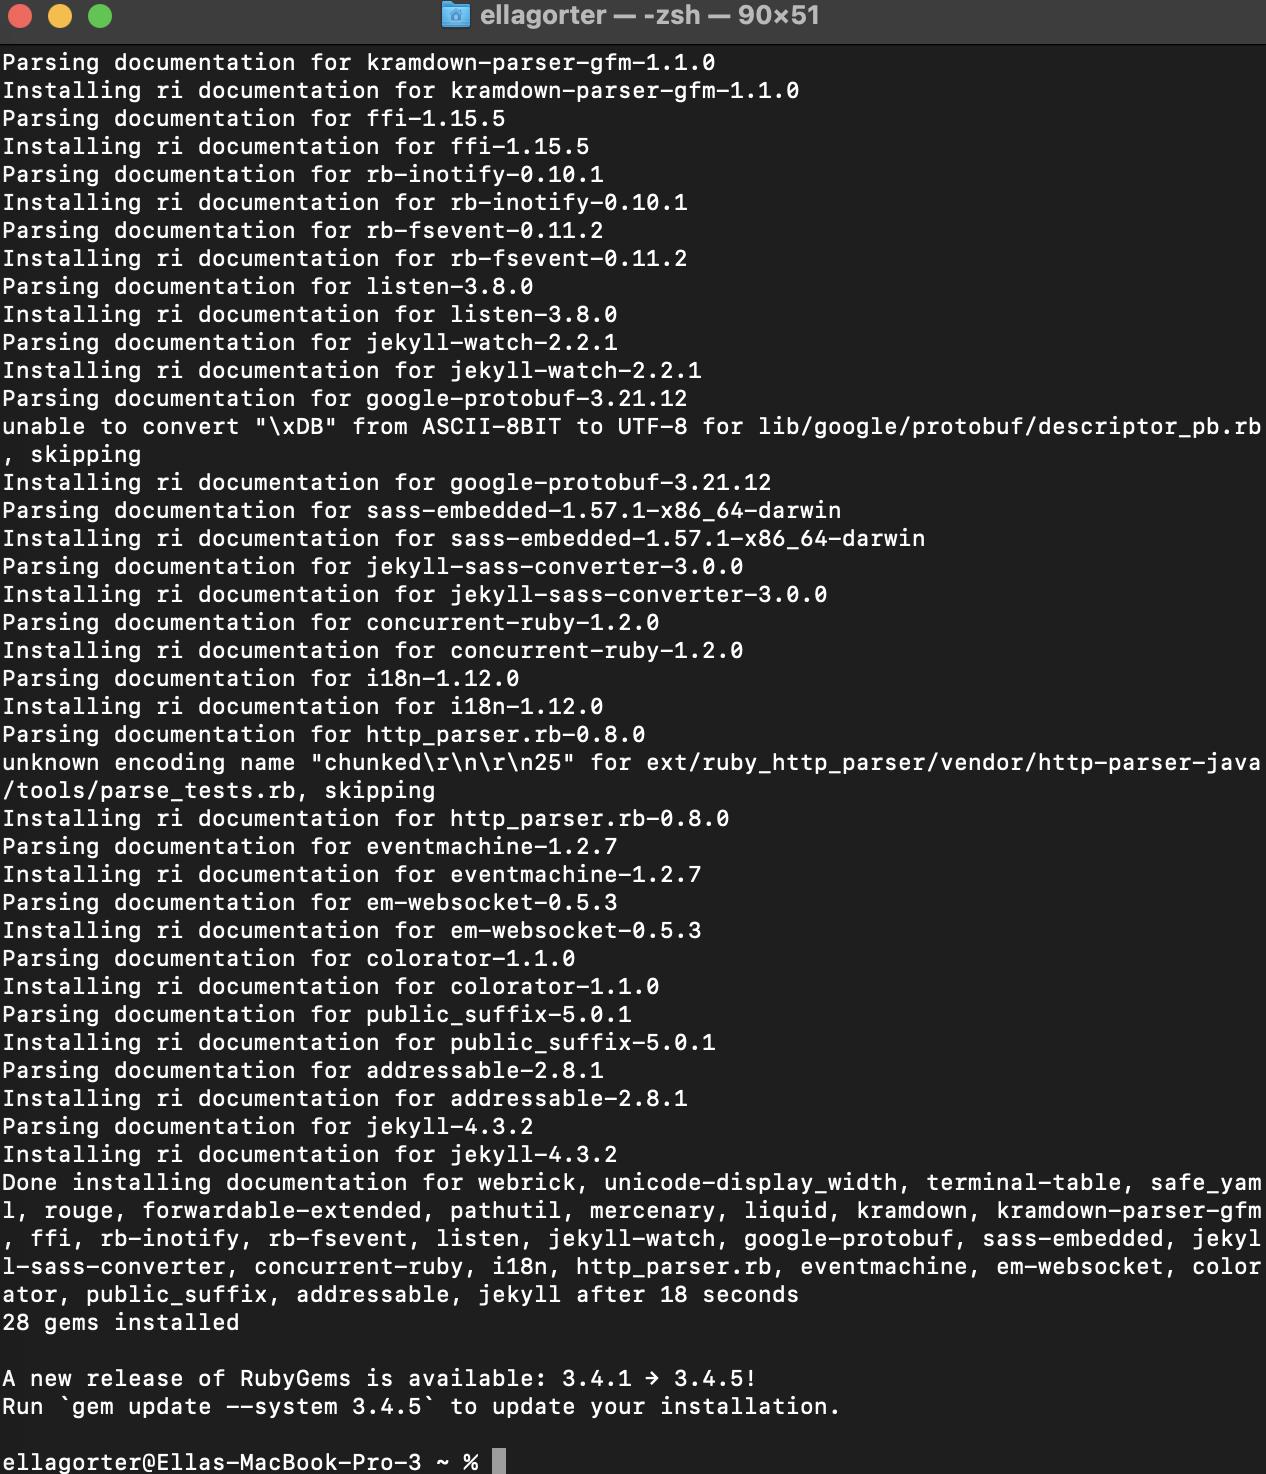 ellagorter — -zsh — 90×51
Parsing documentation for kramdown-parser-gfm-1.1.0
Installing ri documentation for kramdown-parser-gfm-1.1.0
Parsing documentation for ffi-1.15.5
Installing ri documentation for ffi-1.15.5
Parsing documentation for rb-inotify-0.10.1
Installing ri documentation for rb-inotify-0.10.1
Parsing documentation for rb-fsevent-0.11.2
Installing ri documentation for rb-fsevent-0.11.2
Parsing documentation for listen-3.8.0
Installing ri documentation for listen-3.8.0
Parsing documentation for jekyll-watch-2.2.1
Installing ri documentation for jekyll-watch-2.2.1
Parsing documentation for google-protobuf-3.21.12
unable to convert "\xDB" from ASCII-8BIT to UTF-8 for lib/google/protobuf/descriptor_pb.rb
, skipping
Installing ri documentation for google-protobuf-3.21.12
Parsing documentation for sass-embedded-1.57.1-x86_64-darwin
Installing ri documentation for sass-embedded-1.57.1-x86_64-darwin
Parsing documentation for jekyll-sass-converter-3.0.0
Installing ri documentation for jekyll-sass-converter-3.0.0
Parsing documentation for concurrent-ruby-1.2.0
Installing ri documentation for concurrent-ruby-1.2.0
Parsing documentation for i18n-1.12.0
Installing ri documentation for i18n-1.12.0
Parsing documentation for http_parser.rb-0.8.0
unknown encoding name "chunked\r\n\r\n25" for ext/ruby_http_parser/vendor/http-parser-java
/tools/parse_tests.rb, skipping
Installing ri documentation for http_parser.rb-0.8.0
Parsing documentation for eventmachine-1.2.7
Installing ri documentation for eventmachine-1.2.7
Parsing documentation for em-websocket-0.5.3
Installing ri documentation for em-websocket-0.5.3
Parsing documentation for colorator-1.1.0
Installing ri documentation for colorator-1.1.0
Parsing documentation for public_suffix-5.0.1
Installing ri documentation for public_suffix-5.0.1
Parsing documentation for addressable-2.8.1
Installing ri documentation for addressable-2.8.1
Parsing documentation for jekyll-4.3.2
Installing ri documentation for jekyll-4.3.2
Done installing documentation for webrick, unicode-display_width, terminal-table, safe_yam
l, rouge, forwardable-extended, pathutil, mercenary, liquid, kramdown, kramdown-parser-gfm
, ffi, rb-inotify, rb-fsevent, listen, jekyll-watch, google-protobuf, sass-embedded, jekyl
l-sass-converter, concurrent-ruby, i18n, http_parser.rb, eventmachine, em-websocket, color
ator, public_suffix, addressable, jekyll after 18 seconds
28 gems installed
A new release of RubyGems is available: 3.4.1 → 3.4.5!
Run `gem update --system 3.4.5` to update your installation.
ellagorter@Ellas-MacBook-Pro-3 ~ %